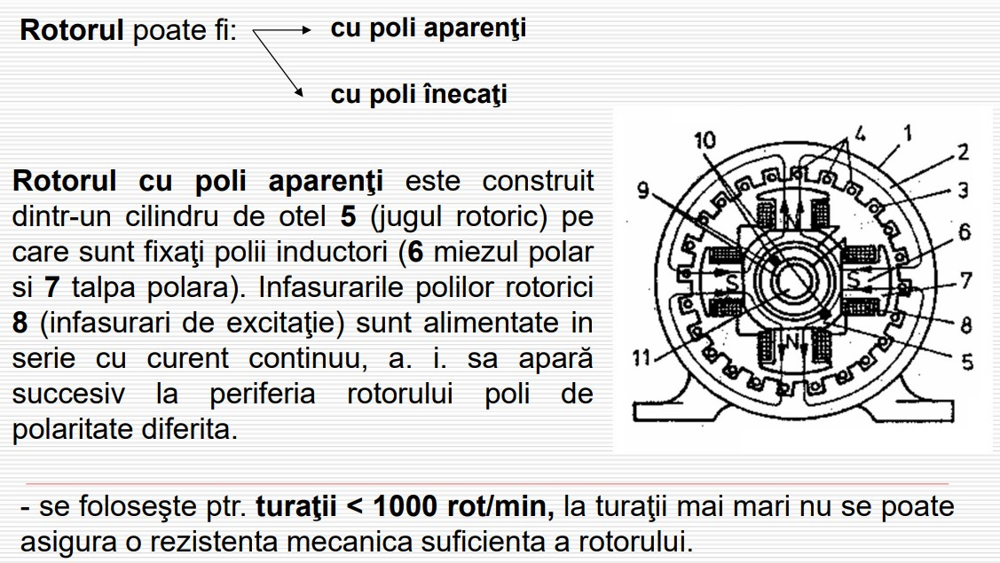 Rotorul poate fi:
cu poli aparenţi
cu poli înecaţi
Rotorul cu poli aparenţi este construit
dintr-un cilindru de otel 5 (jugul rotoric) pe
care sunt fixaţi polii inductori (6 miezul polar
si 7 talpa polara). Infasurarile polilor rotorici
8 (infasurari de excitaţie) sunt alimentate in
serie cu curent continuu, a. i. sa apară
succesiv la periferia rotorului poli de
polaritate diferita.
10
4
1
2
9
3
6
N
S
S
7
8
N
11
5
- se foloseşte ptr. turaţii < 1000 rot/min, la turaţii mai mari nu se poate
asigura o rezistenta mecanica suficienta a rotorului.